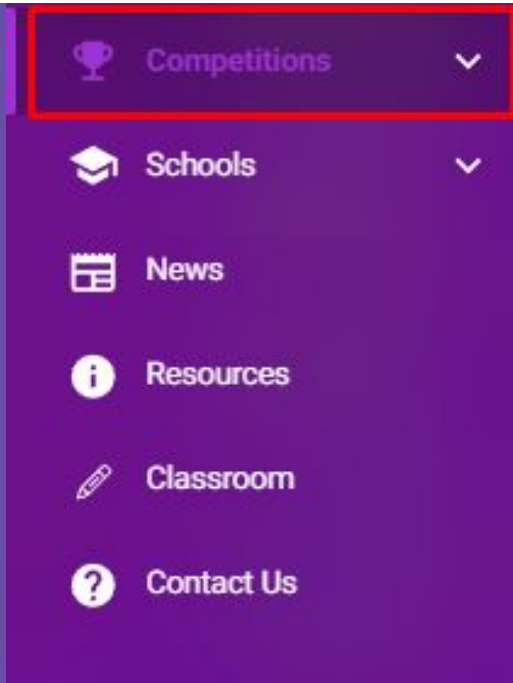 Competitions
Schools
News
Resources
Classroom
Contact Us